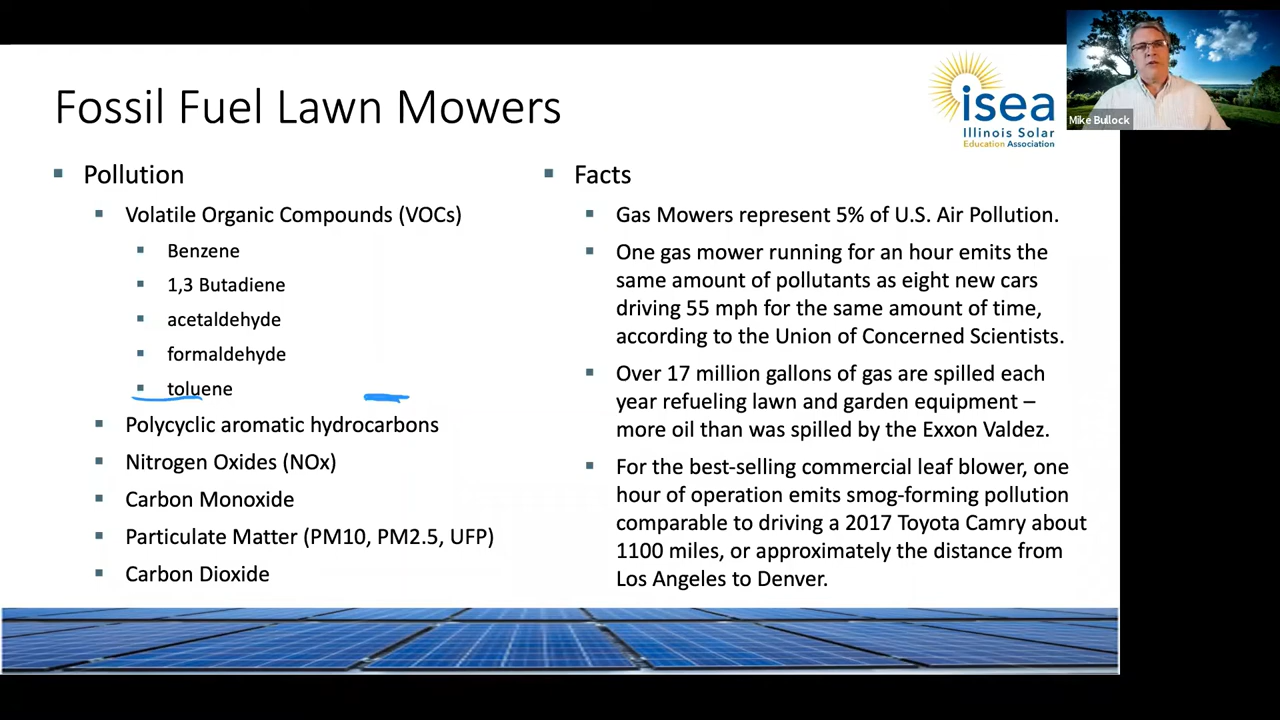 Fossil Fuel Lawn Mowers
isea
Illinois Solar
Education Association
Mike Bullock
Pollution
Volatile Organic Compounds (VOCs)
Benzene
1,3 Butadiene
acetaldehyde
formaldehyde
toluene
Polycyclic aromatic hydrocarbons
Nitrogen Oxides (NOx)
Carbon Monoxide
Particulate Matter (PM10, PM2.5, UFP)
Carbon Dioxide
Facts
Gas Mowers represent 5% of U.S. Air Pollution.
One gas mower running for an hour emits the
same amount of pollutants as eight new cars
driving 55 mph for the same amount of time,
according to the Union of Concerned Scientists.
Over 17 million gallons of gas are spilled each
year refueling lawn and garden equipment –
more oil than was spilled by the Exxon Valdez.
For the best-selling commercial leaf blower, one
hour of operation emits smog-forming pollution
comparable to driving a 2017 Toyota Camry about
1100 miles, or approximately the distance from
Los Angeles to Denver.